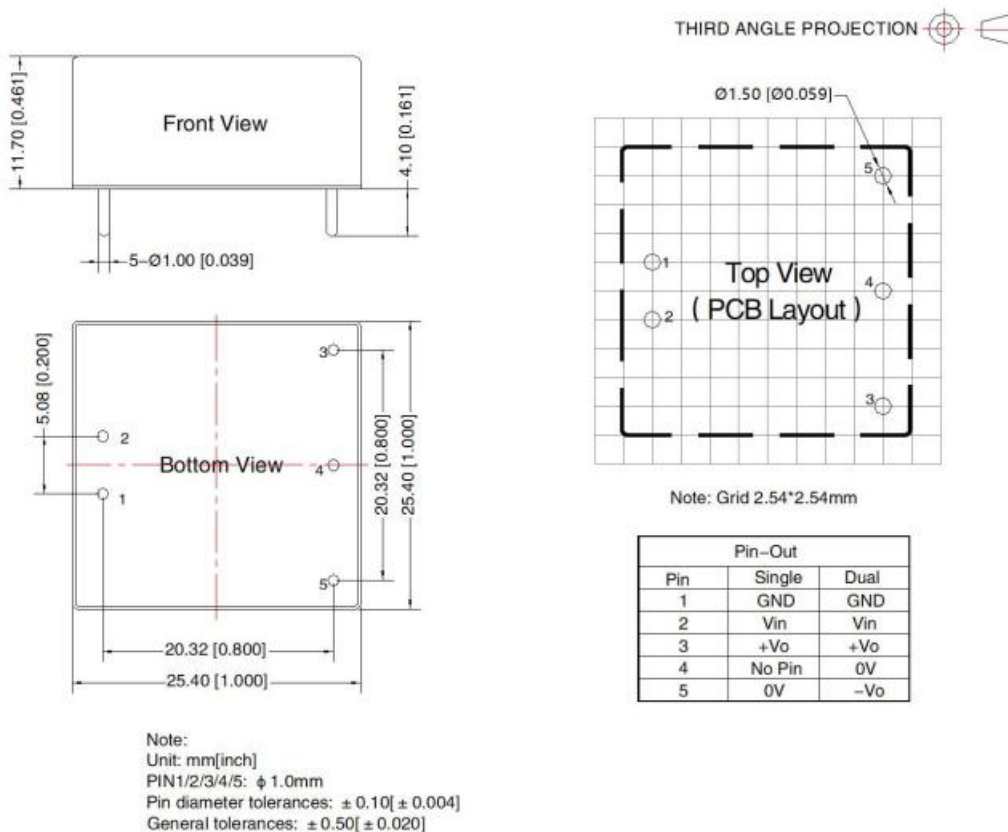 THIRD ANGLE PROJECTION
11.70 [0.461]
Front View
4.10 [0.161]
5-Ø1.00 [0.039]
Ø1.50 [Ø0.059]
5
1
Top View
4
2
( PCB Layout )
3
Note: Grid 2.54*2.54mm
3
5.08 [0.200]
2
Bottom View
4
1
20.32 [0.800]
25.40 [1.000]
5
20.32 [0.800]
25.40 [1.000]
Pin-Out
Pin Single Dual
1 GND GND
2 Vin Vin
3 +Vo +Vo
4 No Pin 0V
5 0V -Vo
Note:
Unit: mm[inch]
PIN1/2/3/4/5: ϕ 1.0mm
Pin diameter tolerances: ± 0.10[ ± 0.004]
General tolerances: ± 0.50[ ± 0.020]